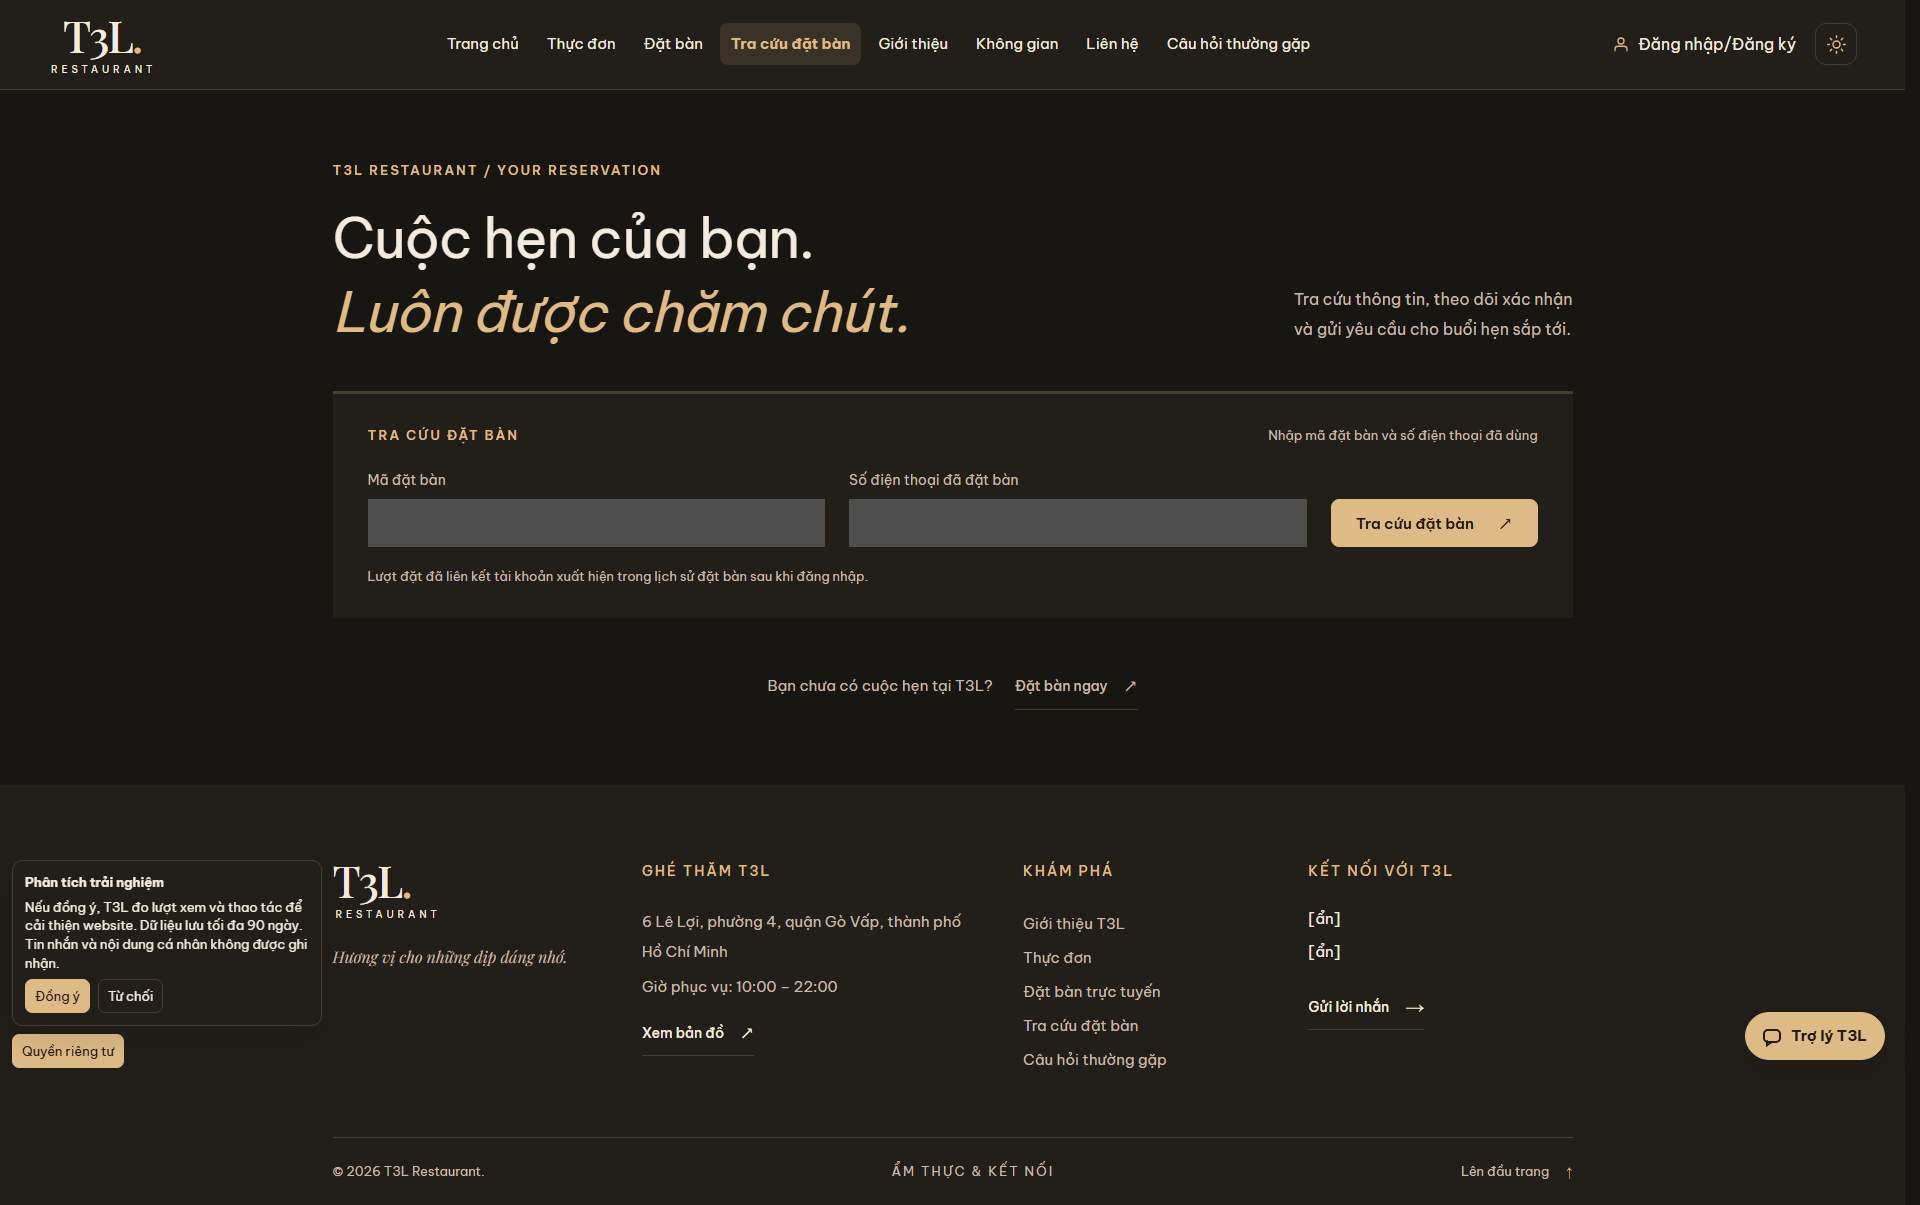 T3L.
RESTAURANT
Trang chủ
Thực đơn
Đặt bàn
Tra cứu đặt bàn
Giới thiệu
Không gian
Liên hệ
Câu hỏi thường gặp
Đăng nhập/Đăng ký
T3L RESTAURANT / YOUR RESERVATION
Cuộc hẹn của bạn.
Luôn được chăm chút.
Tra cứu thông tin, theo dõi xác nhận
và gửi yêu cầu cho buổi hẹn sắp tới.
TRA CỨU ĐẶT BÀN
Nhập mã đặt bàn và số điện thoại đã dùng
Mã đặt bàn
Số điện thoại đã đặt bàn
Tra cứu đặt bàn ↗
Lượt đặt đã liên kết tài khoản xuất hiện trong lịch sử đặt bàn sau khi đăng nhập.
Bạn chưa có cuộc hẹn tại T3L?
Đặt bàn ngay ↗
Phân tích trải nghiệm
Nếu đồng ý, T3L đo lượt xem và thao tác để
cải thiện website. Dữ liệu lưu tối đa 90 ngày.
Tin nhắn và nội dung cá nhân không được ghi
nhận.
Đồng ý
Từ chối
Quyền riêng tư
T3L.
RESTAURANT
Hương vị cho những dịp đáng nhớ.
GHÉ THĂM T3L
6 Lê Lợi, phường 4, quận Gò Vấp, thành phố
Hồ Chí Minh
Giờ phục vụ: 10:00 – 22:00
Xem bản đồ ↗
KHÁM PHÁ
Giới thiệu T3L
Thực đơn
Đặt bàn trực tuyến
Tra cứu đặt bàn
Câu hỏi thường gặp
KẾT NỐI VỚI T3L
[ẩn]
[ẩn]
Gửi lời nhắn →
Trợ lý T3L
© 2026 T3L Restaurant.
ẨM THỰC & KẾT NỐI
Lên đầu trang ↑